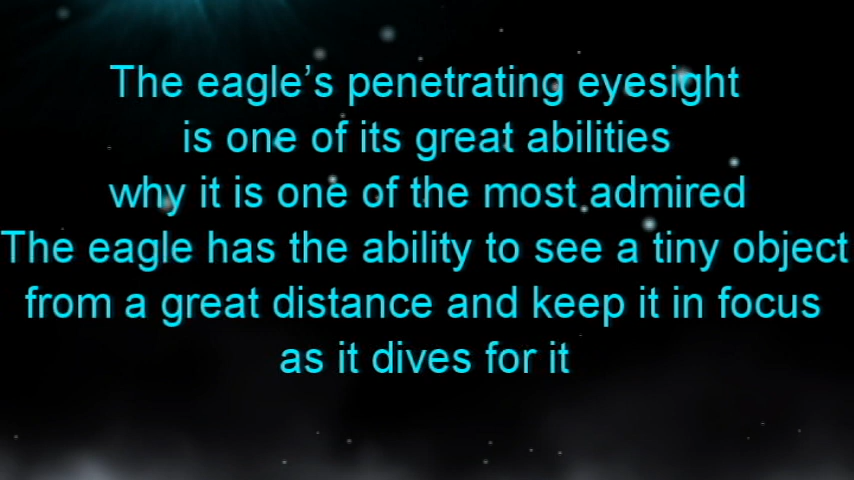 The eagle’s penetrating eyesight
is one of its great abilities
why it is one of the most admired
The eagle has the ability to see a tiny object
from a great distance and keep it in focus
as it dives for it